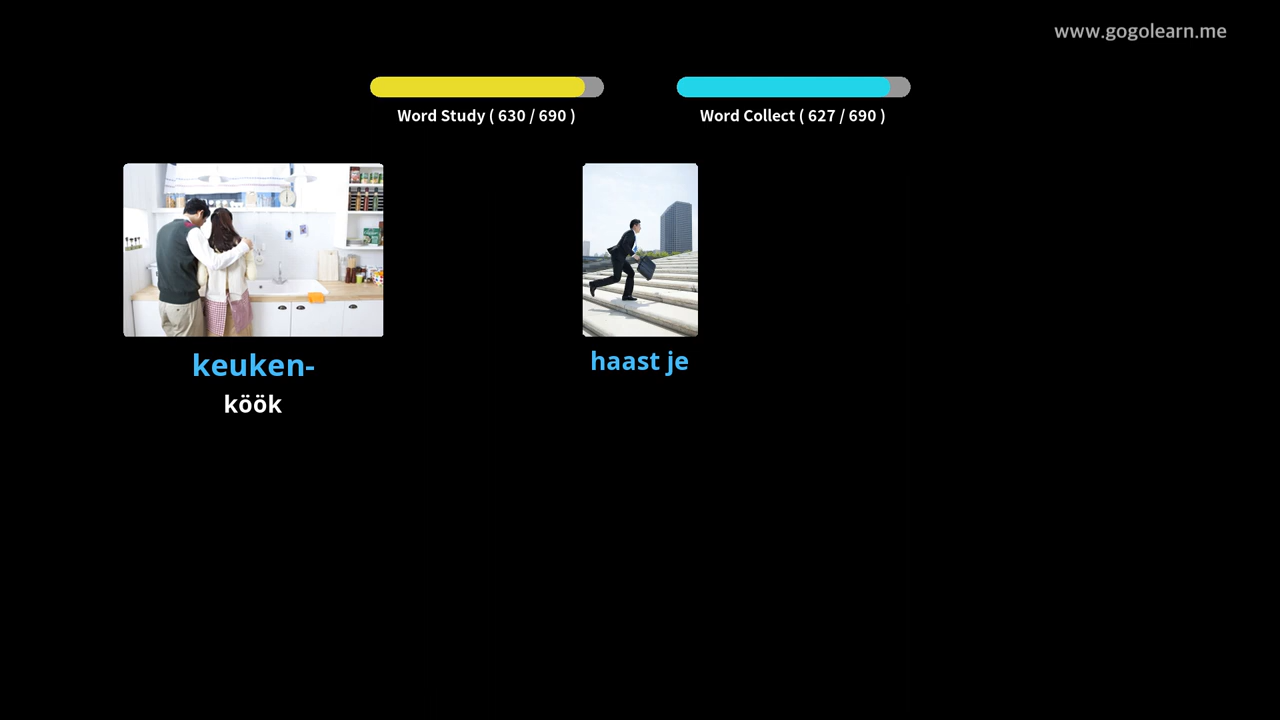 www.gogolearn.me
Word Study ( 630 / 690 )
Word Collect ( 627 / 690 )
keuken-
köök
haast je